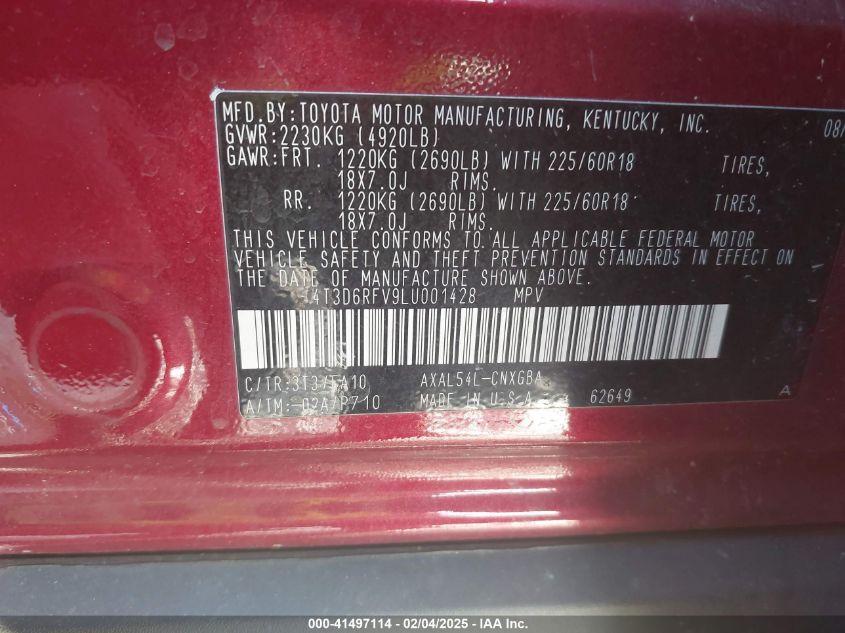 MFD.BY:TOYOTA MOTOR MANUFACTURING, KENTUCKY, INC. 08/
GVWR:2230KG (4920LB)
GAWR:FRT. 1220KG (2690LB) WITH 225/60R18 TIRES,
18X7.0J RIMS.
RR. 1220KG (2690LB) WITH 225/60R18 TIRES,
18X7.0J RIMS.
THIS VEHICLE CONFORMS TO ALL APPLICABLE FEDERAL MOTOR
VEHICLE SAFETY AND THEFT PREVENTION STANDARDS IN EFFECT ON
THE DATE OF MANUFACTURE SHOWN ABOVE.
4T3D6RFV9LU001428 MPV
C/TR:3T3/TA10 AXAL54L-CNXGBA
A/TM:-02A/P710 MADE IN U.S.A. 62649 A
000-41497114 - 02/04/2025 - IAA Inc.